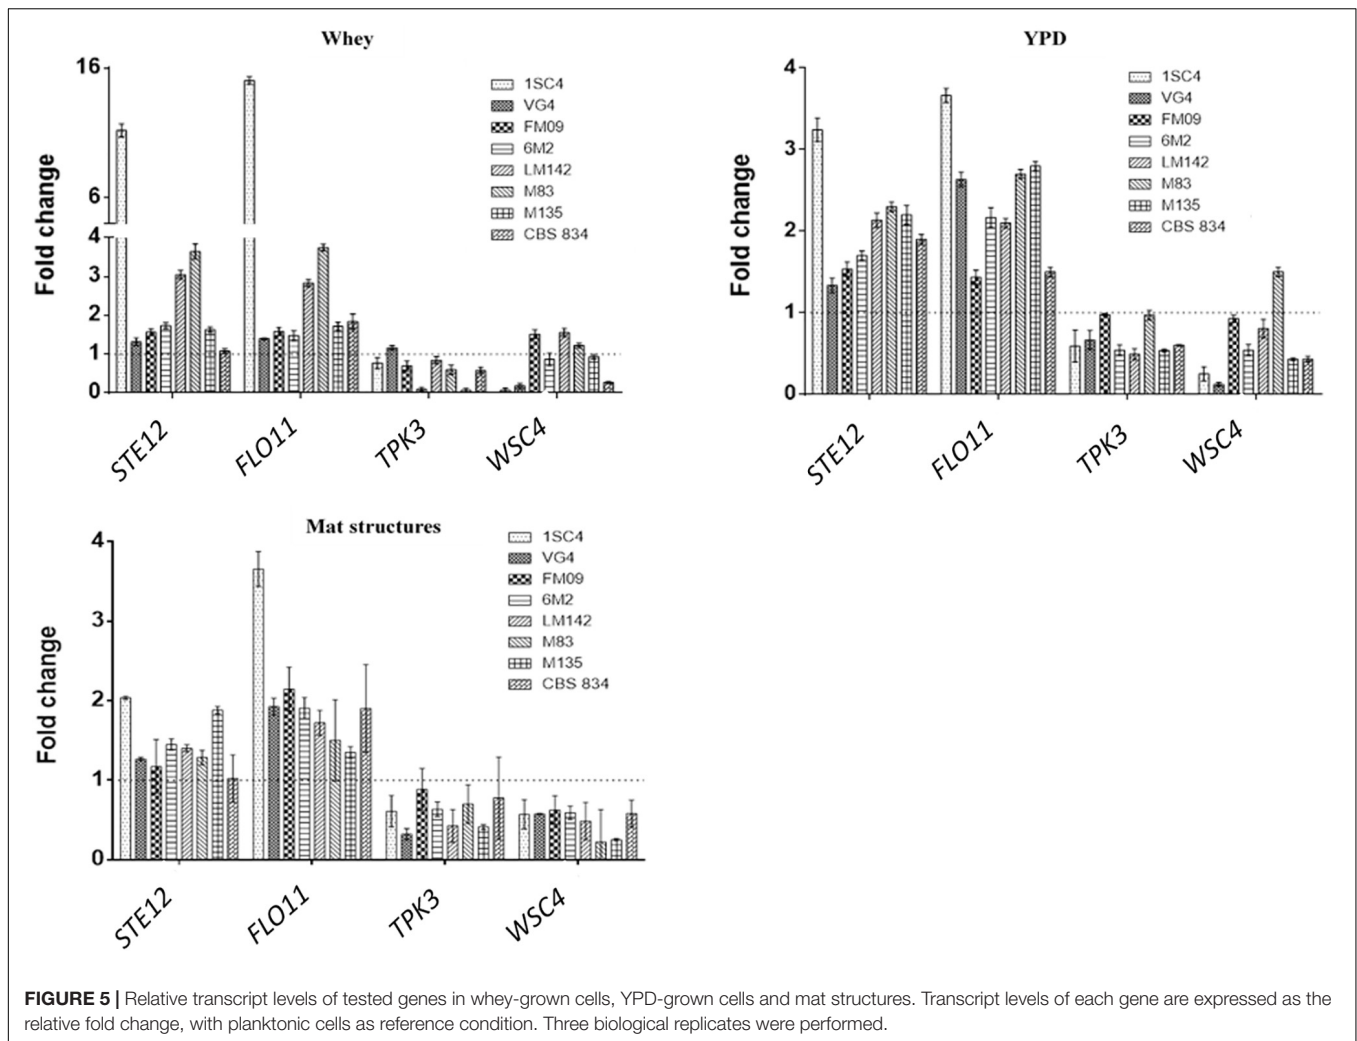 Whey
16
6
4
3
2
1
0
Fold change
1SC4
VG4
FM09
6M2
LM142
M83
M135
CBS 834
STE12
FLO11
TPK3
WSC4
YPD
4
3
2
1
0
Fold change
1SC4
VG4
FM09
6M2
LM142
M83
M135
CBS 834
STE12
FLO11
TPK3
WSC4
Mat structures
4
3
2
1
0
Fold change
1SC4
VG4
FM09
6M2
LM142
M83
M135
CBS 834
STE12
FLO11
TPK3
WSC4
FIGURE 5 | Relative transcript levels of tested genes in whey-grown cells, YPD-grown cells and mat structures. Transcript levels of each gene are expressed as the
relative fold change, with planktonic cells as reference condition. Three biological replicates were performed.